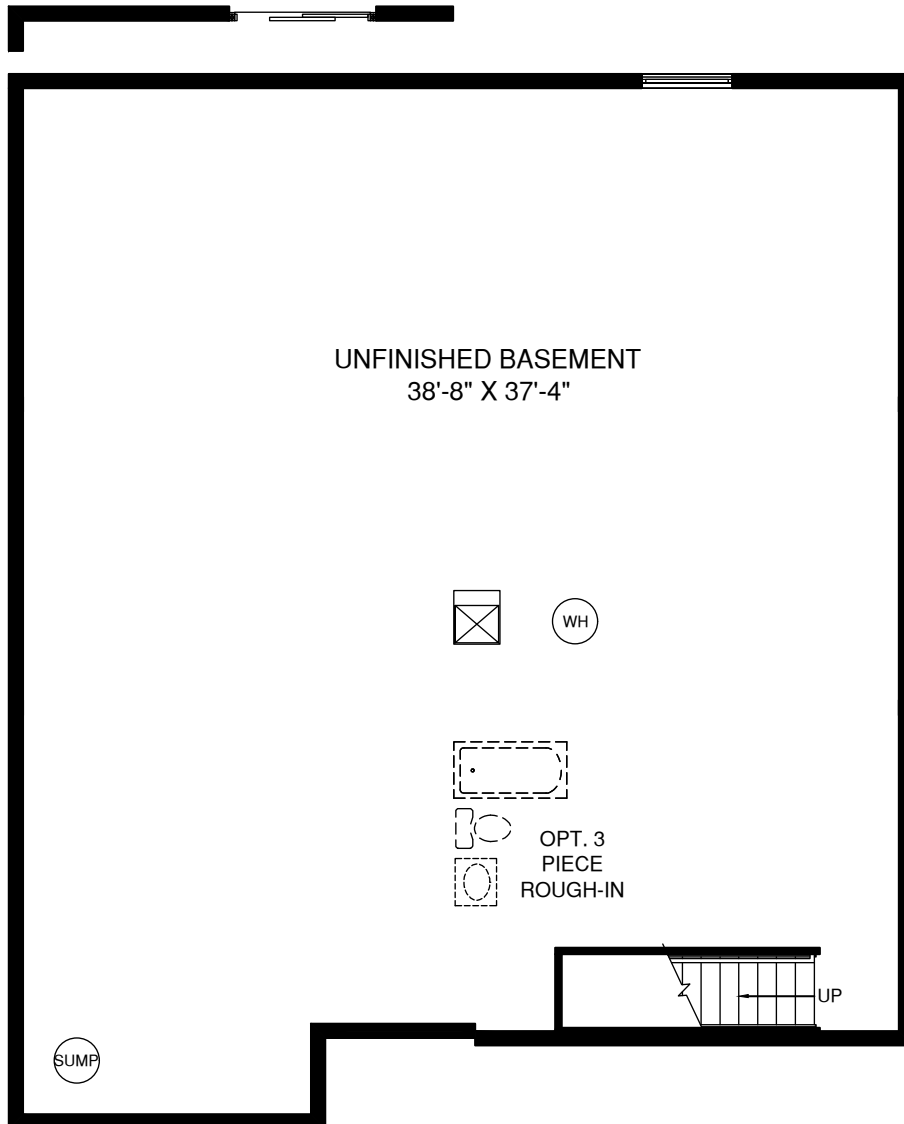 UNFINISHED BASEMENT
38'-8" X 37'-4"
WH
OPT. 3
PIECE
ROUGH-IN
UP
SUMP